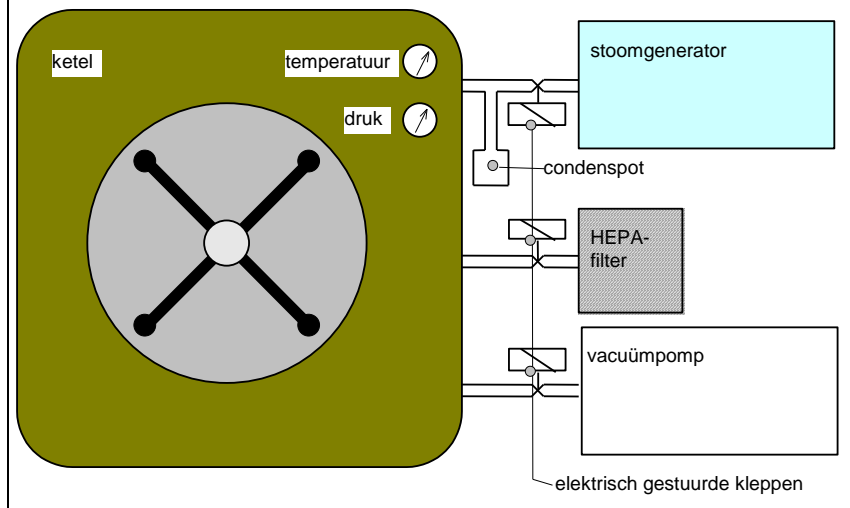 ketel
temperatuur
druk
stoomgenerator
condenspot
HEPA-
filter
vacuümpomp
elektrisch gestuurde kleppen